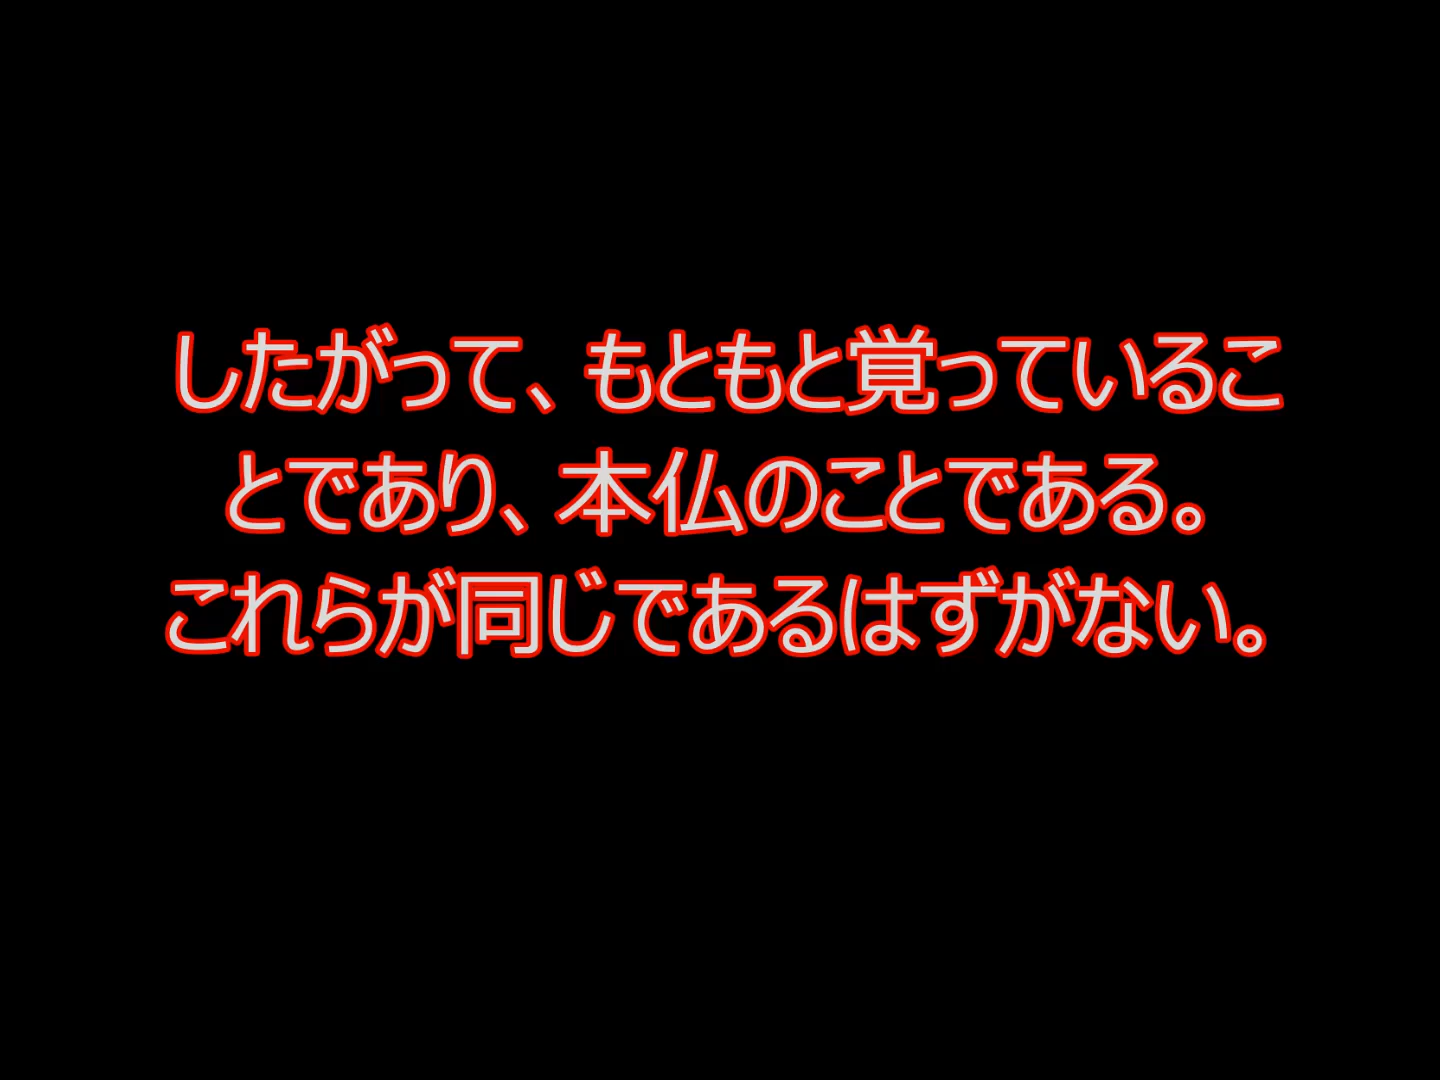 したがって、もともと覚っているこ
とであり、本仏のことである。
これらが同じであるはずがない。